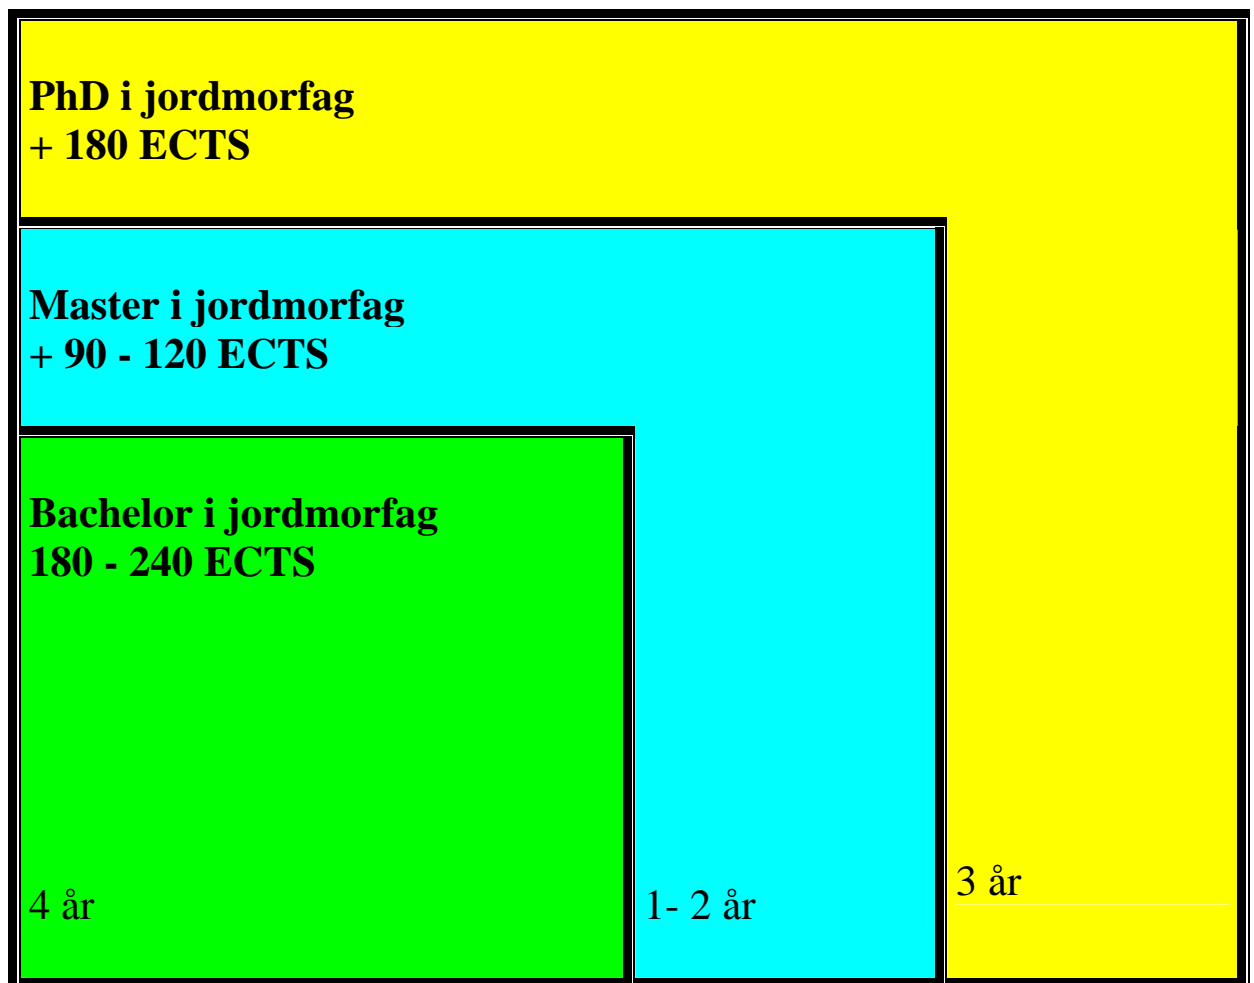 PhD i jordmorfag
+ 180 ECTS
Master i jordmorfag
+ 90 - 120 ECTS
Bachelor i jordmorfag
180 - 240 ECTS
4 år
1- 2 år
3 år